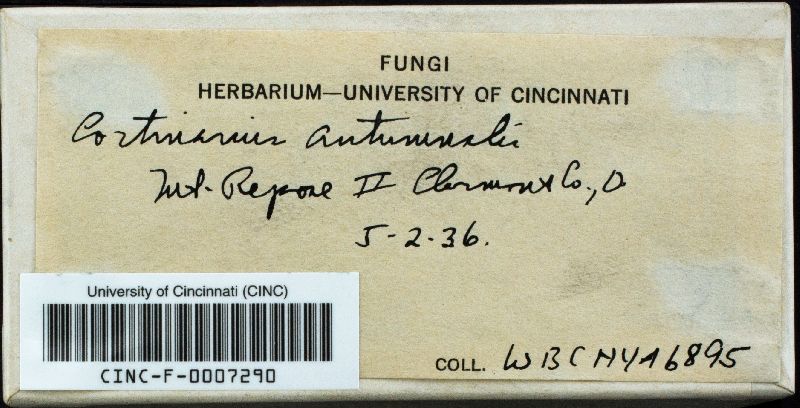 FUNGI
HERBARIUM—UNIVERSITY OF CINCINNATI
Cortinarius autumnalis
Mt. Repose II Clermont Co., O
5-2-36.
University of Cincinnati (CINC)
CINC-F-0007290
COLL. WBC 6895